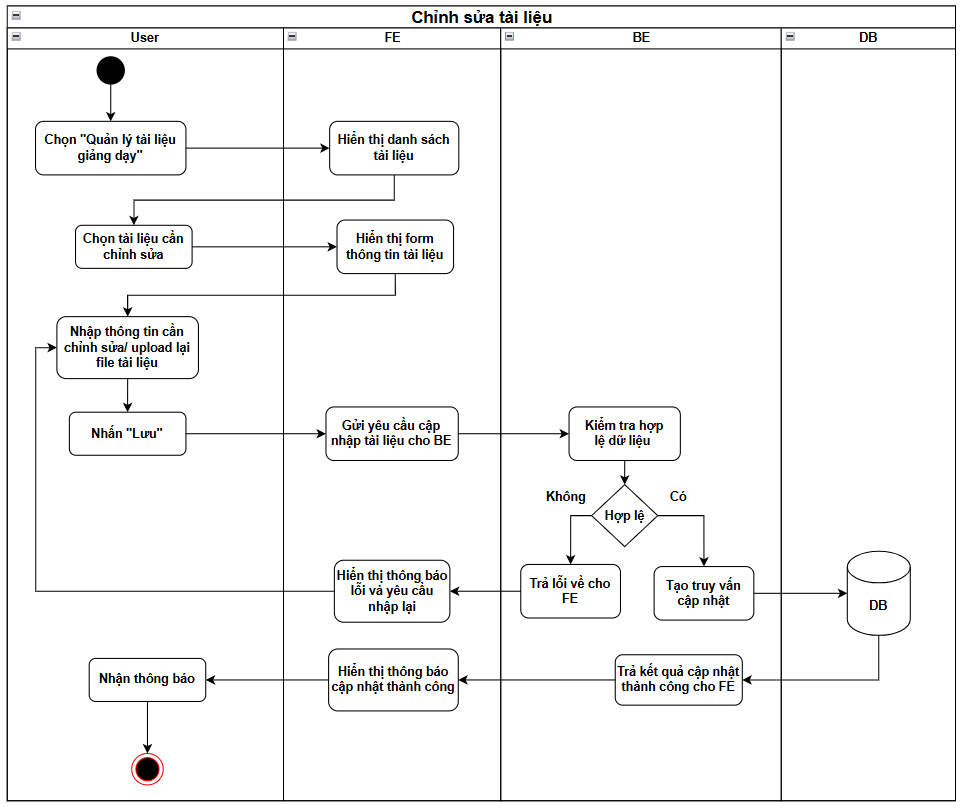 Chỉnh sửa tài liệu
User
FE
BE
DB
Chọn "Quản lý tài liệu
giảng dạy"
Hiển thị danh sách
tài liệu
Chọn tài liệu cần
chỉnh sửa
Hiển thị form
thông tin tài liệu
Nhập thông tin cần
chỉnh sửa/ upload lại
file tài liệu
Nhấn "Lưu"
Gửi yêu cầu cập
nhập tài liệu cho BE
Kiểm tra hợp
lệ dữ liệu
Không
Có
Hợp lệ
Hiển thị thông báo
lỗi và yêu cầu
nhập lại
Trả lỗi về cho
FE
Tạo truy vấn
cập nhật
DB
Nhận thông báo
Hiển thị thông báo
cập nhật thành công
Trả kết quả cập nhật
thành công cho FE